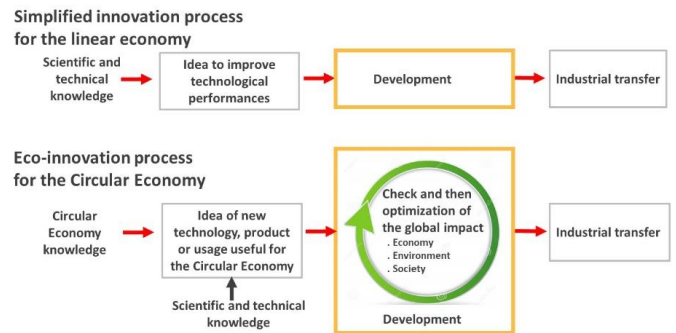 Simplified innovation process
for the linear economy
Scientific and
technical
knowledge
Idea to improve
technological
performances
Development
Industrial transfer
Eco-innovation process
for the Circular Economy
Circular
Economy
knowledge
Idea of new
technology, product
or usage useful for
the Circular Economy
Scientific and technical
knowledge
Check and then
optimization of
the global impact
. Economy
. Environment
. Society
Development
Industrial transfer